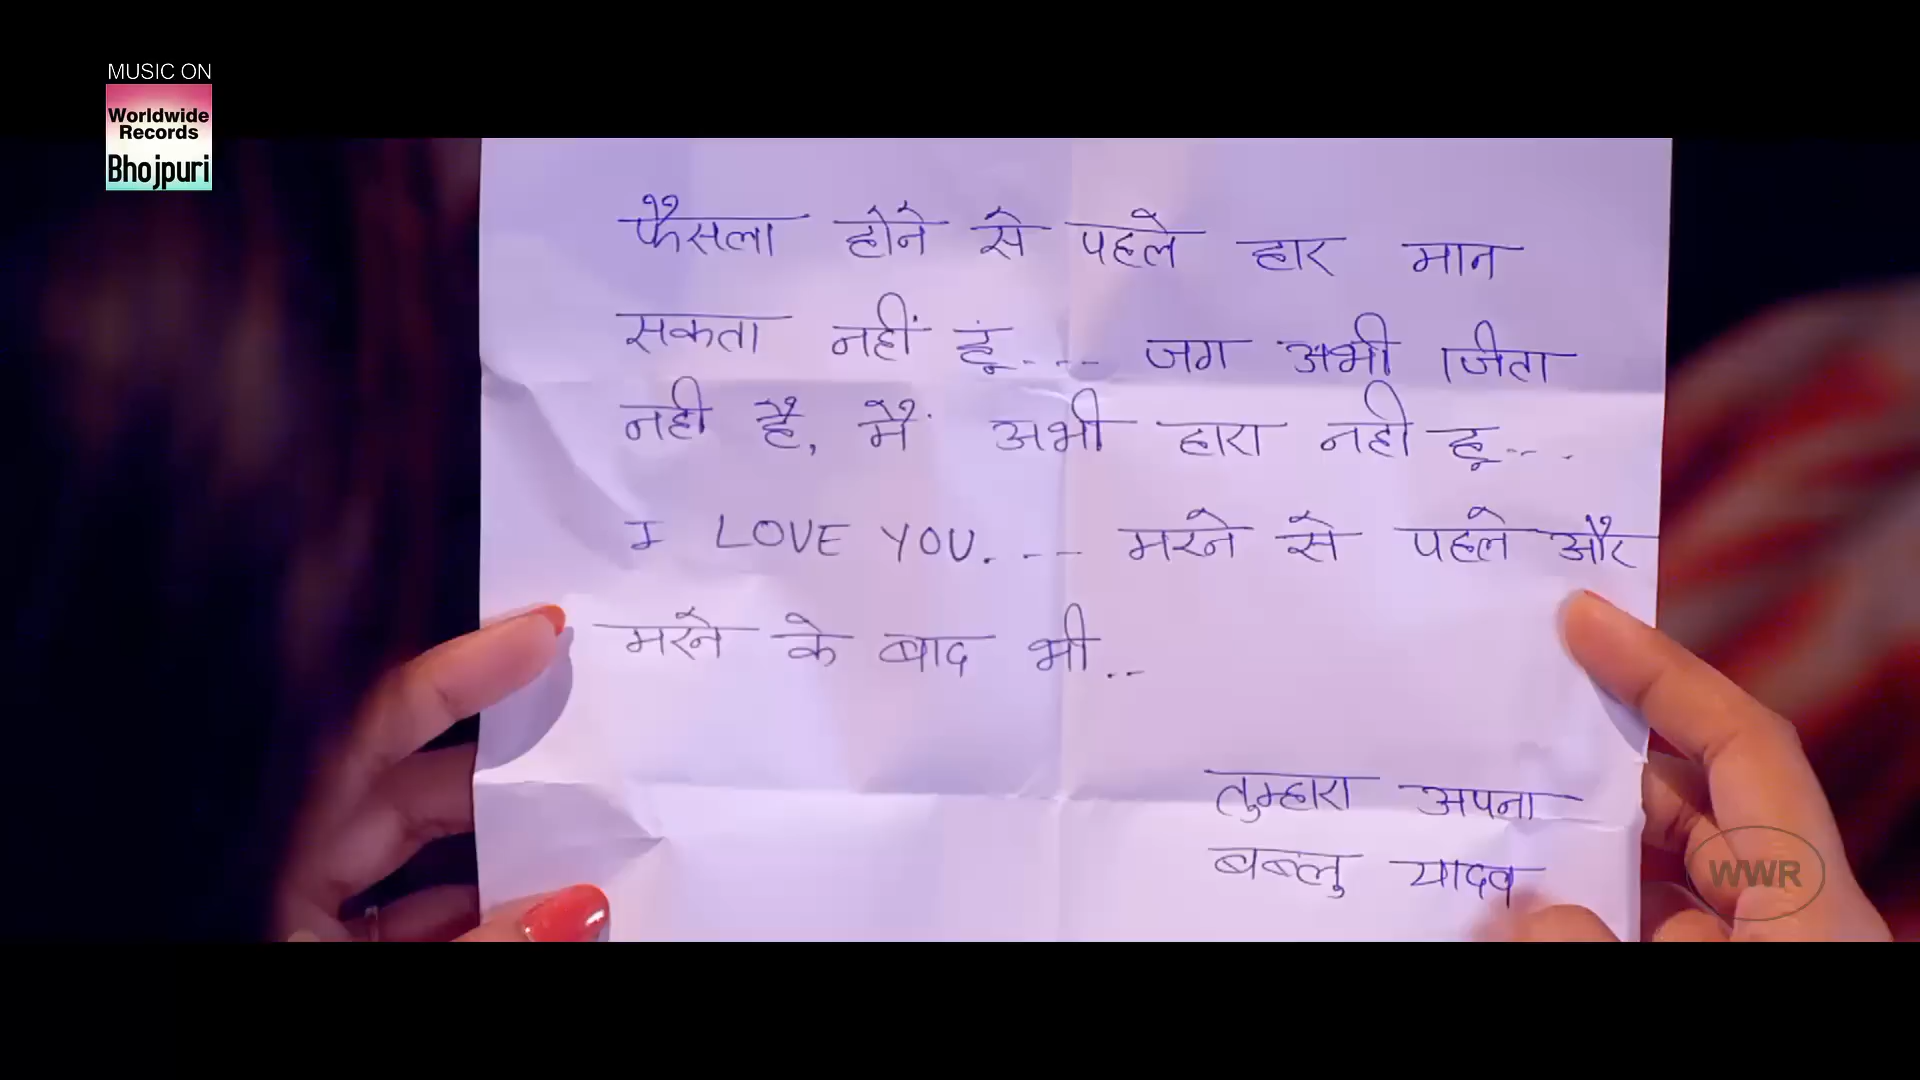 MUSIC ON
Worldwide
Records
Bhojpuri
फैसला होने से पहले हार मान
सकता नहीं हूं... जग अभी जिता
नही है, मैं अभी हारा नही हू...
I LOVE YOU. -- मरने से पहले और
मरने के बाद भी..
तुम्हारा अपना
बब्लु यादव
WWR